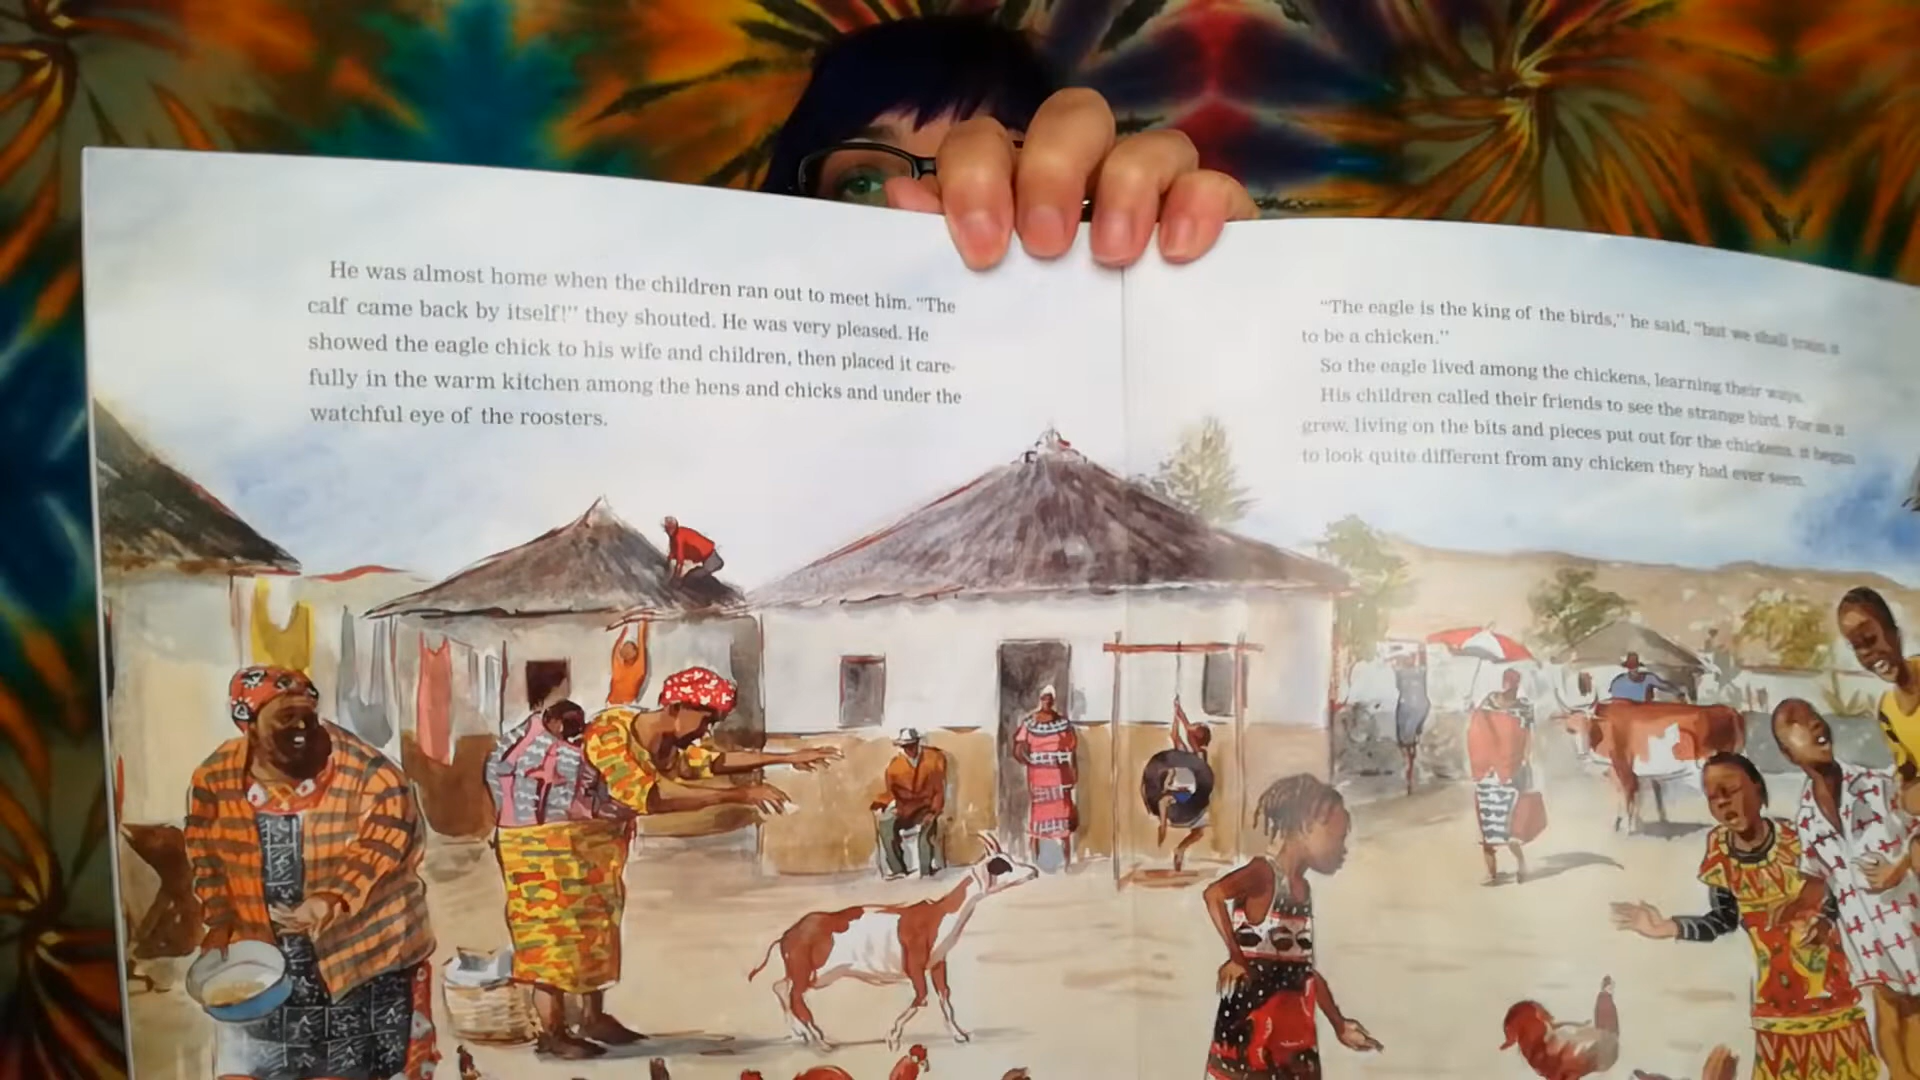 He was almost home when the children ran out to meet him. "The
calf came back by itself!" they shouted. He was very pleased. He
showed the eagle chick to his wife and children, then placed it care-
fully in the warm kitchen among the hens and chicks and under the
watchful eye of the roosters.
"The eagle is the king of the birds," he said, "but we shall train it
to be a chicken."
So the eagle lived among the chickens, learning their ways.
His children called their friends to see the strange bird. For as it
grew, living on the bits and pieces put out for the chickens, it began
to look quite different from any chicken they had ever seen.